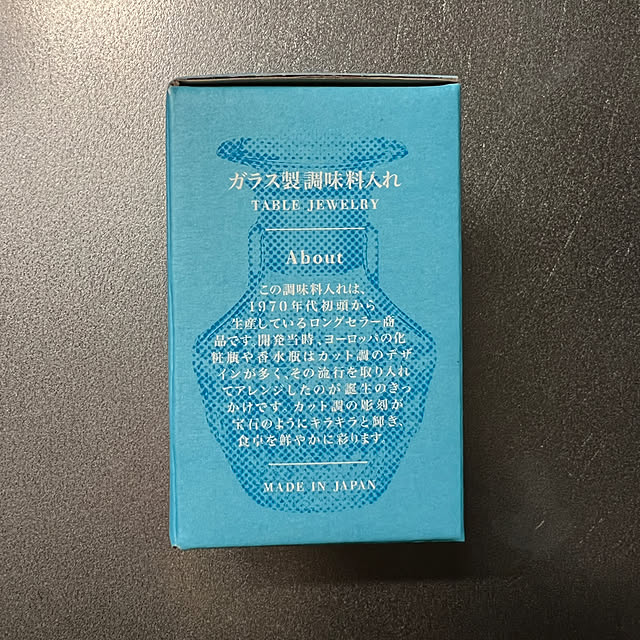 ガラス製調味料入れ
TABLE JEWELRY
About
この調味料入れは、
1970年代初頭から
生産しているロングセラー商
品です。開発当時、ヨーロッパの化
粧瓶や香水瓶はカット調のデザ
インが多く、その流行を取り入れ
てアレンジしたのが誕生のきっ
かけです。カット調の彫刻が
宝石のようにキラキラと輝き、
食卓を鮮やかに彩ります。
MADE IN JAPAN